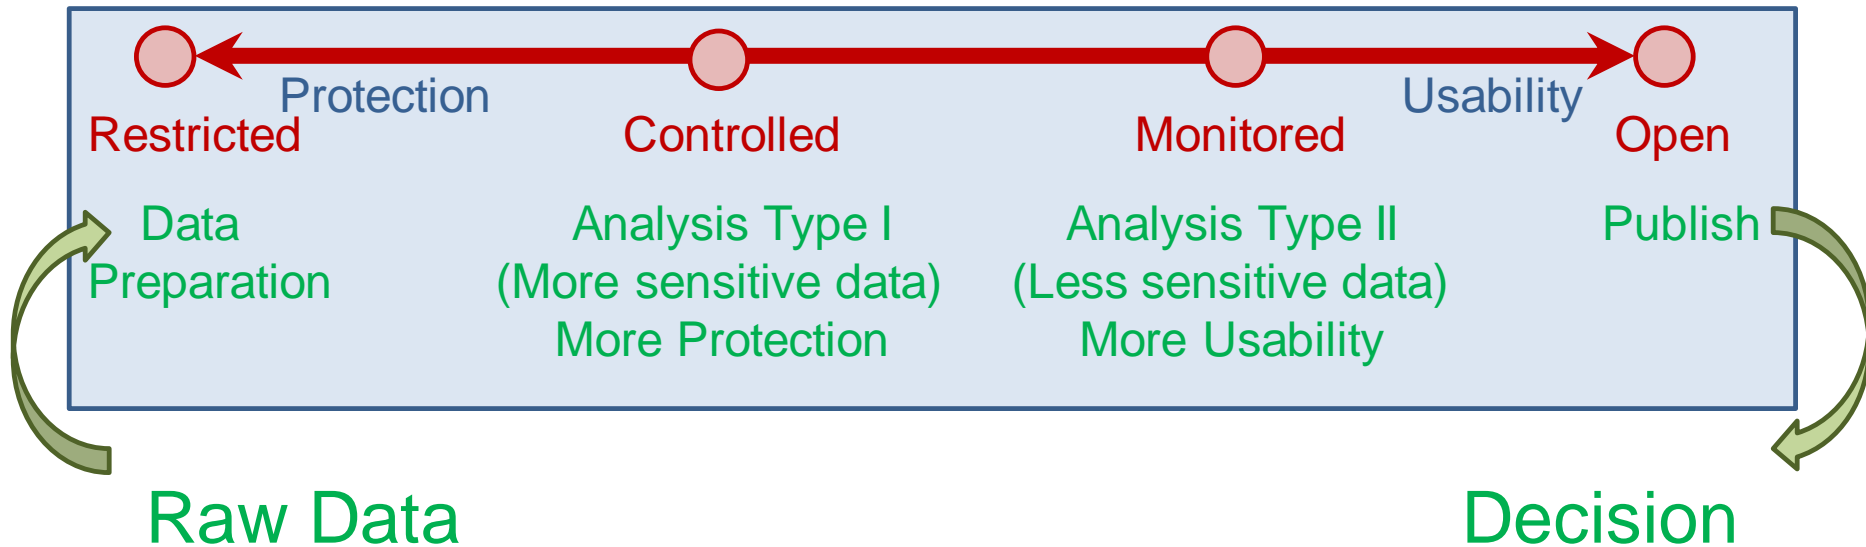 Protection
Usability
Restricted
Controlled
Monitored
Open
Data
Preparation
Analysis Type I
(More sensitive data)
More Protection
Analysis Type II
(Less sensitive data)
More Usability
Publish
Raw Data
Decision